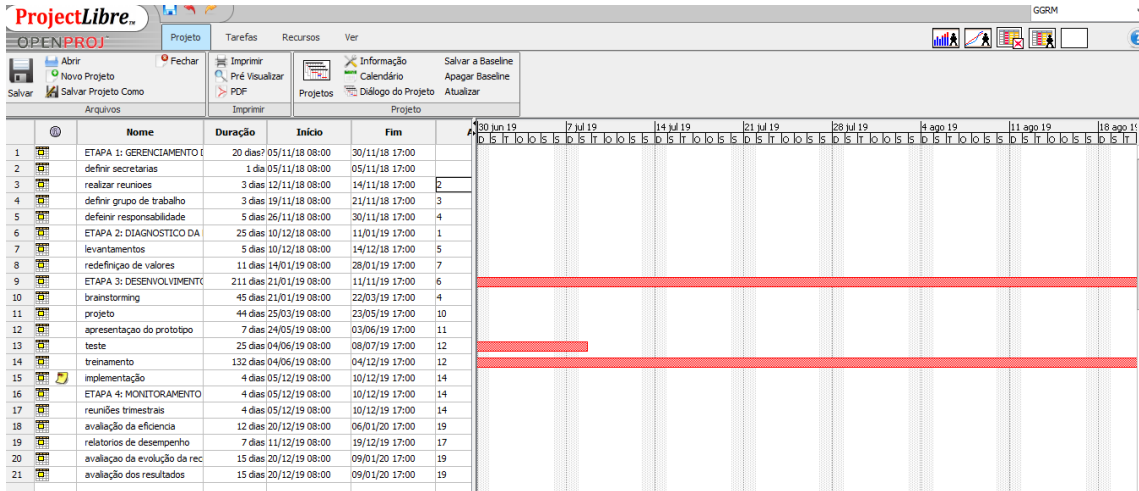 ProjectLibre™
GGRM
OPENPROJ
Projeto Tarefas Recursos Ver
Salvar
Abrir
Novo Projeto
Salvar Projeto Como
Fechar
Arquivos
Imprimir
Pré Visualizar
PDF
Imprimir
Projetos
Informação
Calendário
Diálogo do Projeto
Salvar a Baseline
Apagar Baseline
Atualizar
Projeto
Nome Duração Início Fim
30 jun 19 7 jul 19 14 jul 19 21 jul 19 28 jul 19 4 ago 19 11 ago 19 18 ago 19
D S T Q Q S S D S T Q Q S S D S T Q Q S S D S T Q Q S S D S T Q Q S S D S T Q Q S S D S T Q Q S S D S T
1 ETAPA 1: GERENCIAMENTO D 20 dias? 05/11/18 08:00 30/11/18 17:00
2 definir secretarias 1 dia 05/11/18 08:00 05/11/18 17:00
3 realizar reunioes 3 dias 12/11/18 08:00 14/11/18 17:00 2
4 definir grupo de trabalho 3 dias 19/11/18 08:00 21/11/18 17:00 3
5 defeinir responsabilidade 5 dias 26/11/18 08:00 30/11/18 17:00 4
6 ETAPA 2: DIAGNOSTICO DA 25 dias 10/12/18 08:00 11/01/19 17:00 1
7 levantamentos 5 dias 10/12/18 08:00 14/12/18 17:00 5
8 redefiniçao de valores 11 dias 14/01/19 08:00 28/01/19 17:00 7
9 ETAPA 3: DESENVOLVIMENTO 211 dias 21/01/19 08:00 11/11/19 17:00 6
10 brainstorming 45 dias 21/01/19 08:00 22/03/19 17:00 4
11 projeto 44 dias 25/03/19 08:00 23/05/19 17:00 10
12 apresentaçao do prototipo 7 dias 24/05/19 08:00 03/06/19 17:00 11
13 teste 25 dias 04/06/19 08:00 08/07/19 17:00 12
14 treinamento 132 dias 04/06/19 08:00 04/12/19 17:00 12
15 implementação 4 dias 05/12/19 08:00 10/12/19 17:00 14
16 ETAPA 4: MONITORAMENTO 4 dias 05/12/19 08:00 10/12/19 17:00 14
17 reuniões trimestrais 4 dias 05/12/19 08:00 10/12/19 17:00 14
18 avaliação da eficiencia 12 dias 20/12/19 08:00 06/01/20 17:00 19
19 relatorios de desempenho 7 dias 11/12/19 08:00 19/12/19 17:00 17
20 avaliaçao da evolução da rec 15 dias 20/12/19 08:00 09/01/20 17:00 19
21 avaliação dos resultados 15 dias 20/12/19 08:00 09/01/20 17:00 19